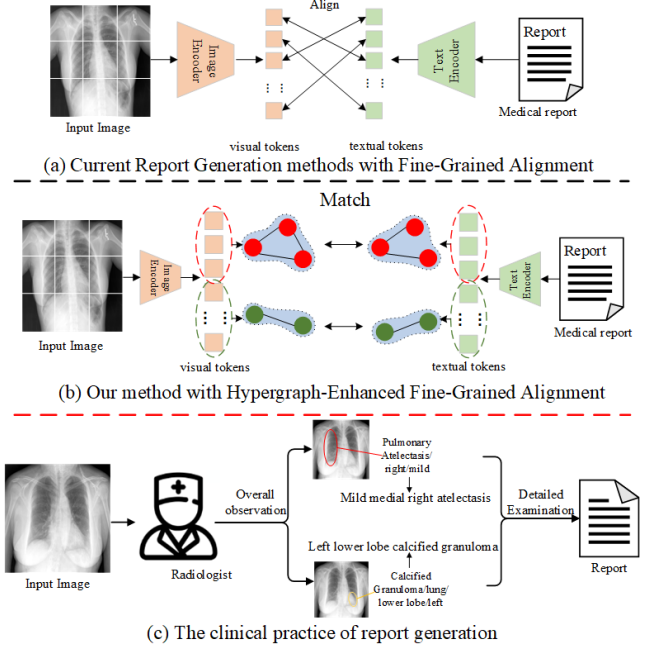 Align
Image
Encoder
Text
Encoder
Report
Input Image
Medical report
visual tokens
textual tokens
(a) Current Report Generation methods with Fine-Grained Alignment
Match
Image
Encoder
Text
Encoder
Report
Input Image
Medical report
visual tokens
textual tokens
(b) Our method with Hypergraph-Enhanced Fine-Grained Alignment
Pulmonary
Atelectasis/
right/mild
Overall
observation
Mild medial right atelectasis
Detailed
Examination
Left lower lobe calcified granuloma
Input Image
Radiologist
Calcified
Granuloma/lung/
lower lobe/left
Report
(c) The clinical practice of report generation